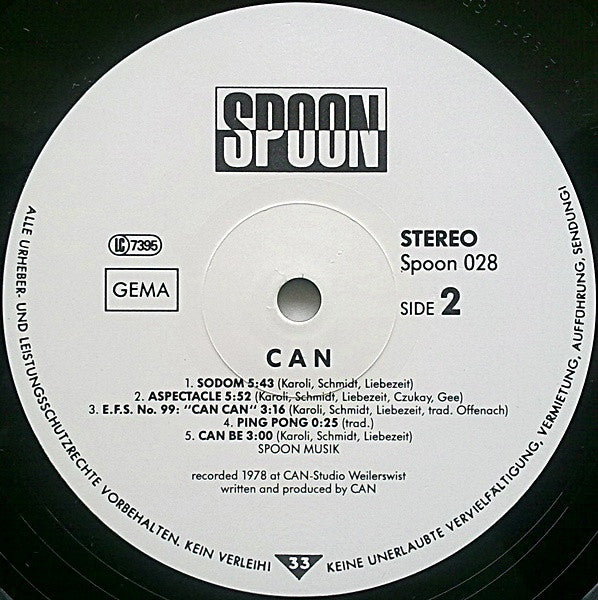 SPOON
LC 7395
GEMA
STEREO
Spoon 028
SIDE 2
CAN
1. SODOM 5:43 (Karoli, Schmidt, Liebezeit)
2. ASPECTACLE 5:52 (Karoli, Schmidt, Liebezeit, Czukay, Gee)
3. E.F.S. No. 99: "CAN CAN" 3:16 (Karoli, Schmidt, Liebezeit, trad. Offenach)
4. PING PONG 0:25 (trad.)
5. CAN BE 3:00 (Karoli, Schmidt, Liebezeit)
SPOON MUSIK
recorded 1978 at CAN-Studio Weilerswist
written and produced by CAN
ALLE URHEBER- UND LEISTUNGSSCHUTZRECHTE VORBEHALTEN. KEIN VERLEIH! KEINE UNERLAUBTE VERVIELFÄLTIGUNG, VERMIETUNG, AUFFÜHRUNG, SENDUNG!
33